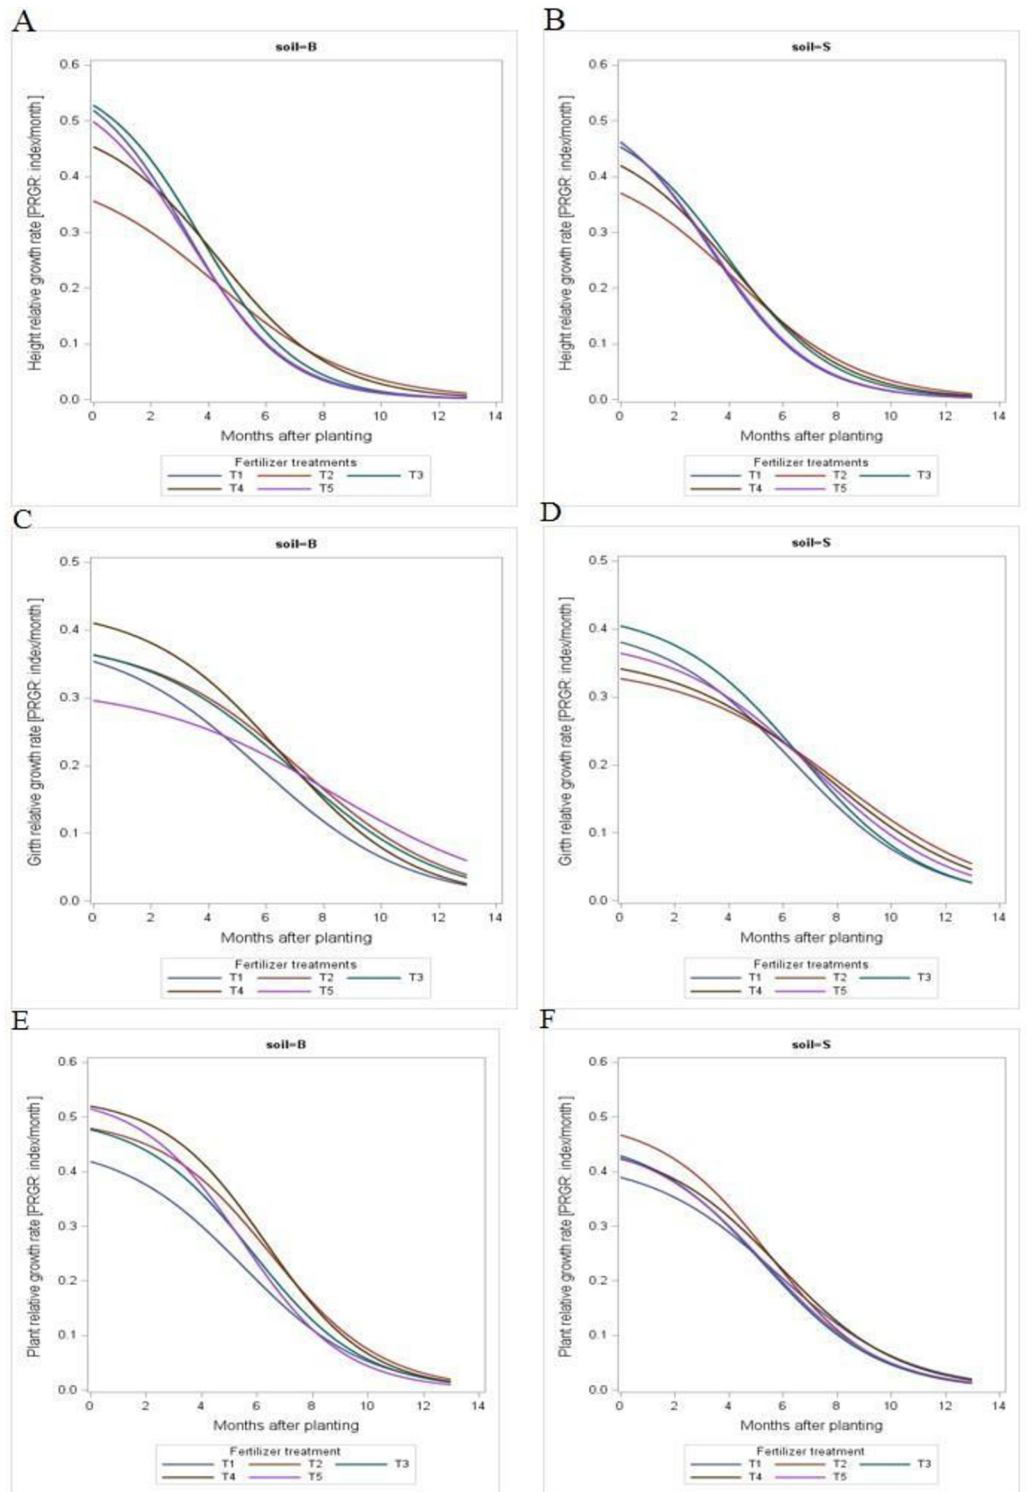 A
soil=B
Height relative growth rate [PRGR: index/month]
0.6
0.5
0.4
0.3
0.2
0.1
0.0
0 2 4 6 8 10 12 14
Months after planting
Fertilizer treatments
T1 T2 T3
T4 T5
B
soil=S
Height relative growth rate [PRGR: index/month]
0.6
0.5
0.4
0.3
0.2
0.1
0.0
0 2 4 6 8 10 12 14
Months after planting
Fertilizer treatments
T1 T2 T3
T4 T5
C
soil=B
Girth relative growth rate [PRGR: index/month]
0.5
0.4
0.3
0.2
0.1
0.0
0 2 4 6 8 10 12 14
Months after planting
Fertilizer treatments
T1 T2 T3
T4 T5
D
soil=S
Girth relative growth rate [PRGR: index/month]
0.5
0.4
0.3
0.2
0.1
0.0
0 2 4 6 8 10 12 14
Months after planting
Fertilizer treatments
T1 T2 T3
T4 T5
E
soil=B
Plant relative growth rate [PRGR: index/month]
0.6
0.5
0.4
0.3
0.2
0.1
0.0
0 2 4 6 8 10 12 14
Months after planting
Fertilizer treatment
T1 T2 T3
T4 T5
F
soil=S
Plant relative growth rate [PRGR: index/month]
0.6
0.5
0.4
0.3
0.2
0.1
0.0
0 2 4 6 8 10 12 14
Months after planting
Fertilizer treatment
T1 T2 T3
T4 T5